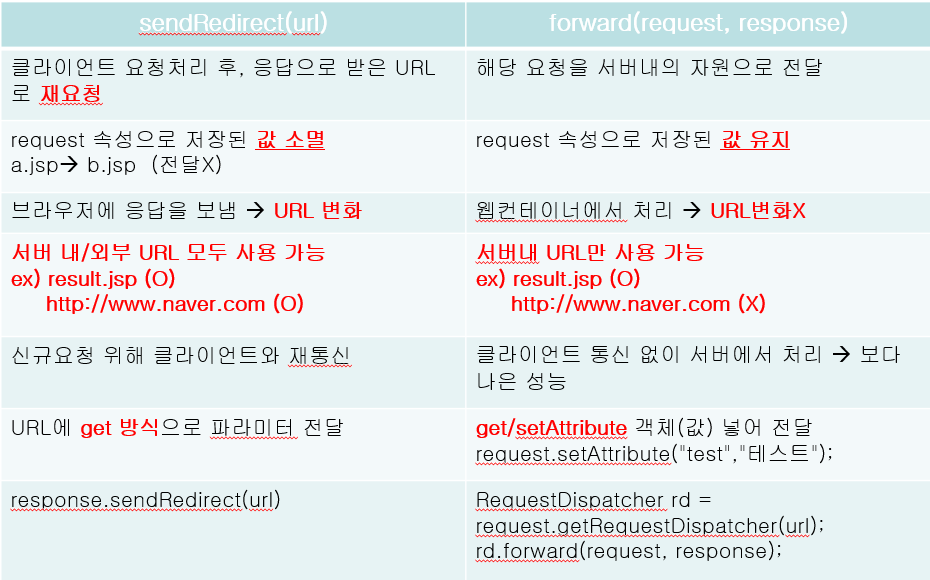 sendRedirect(url)
forward(request, response)
클라이언트 요청처리 후, 응답으로 받은 URL
로 재요청
해당 요청을 서버내의 자원으로 전달
request 속성으로 저장된 값 소멸
a.jsp→ b.jsp (전달X)
request 속성으로 저장된 값 유지
브라우저에 응답을 보냄 → URL 변화
웹컨테이너에서 처리 → URL변화X
서버 내/외부 URL 모두 사용 가능
ex) result.jsp (O)
http://www.naver.com (O)
서버내 URL만 사용 가능
ex) result.jsp (O)
http://www.naver.com (X)
신규요청 위해 클라이언트와 재통신
클라이언트 통신 없이 서버에서 처리 → 보다
나은 성능
URL에 get 방식으로 파라미터 전달
get/setAttribute 객체(값) 넣어 전달
request.setAttribute("test","테스트");
response.sendRedirect(url)
RequestDispatcher rd =
request.getRequestDispatcher(url);
rd.forward(request, response);